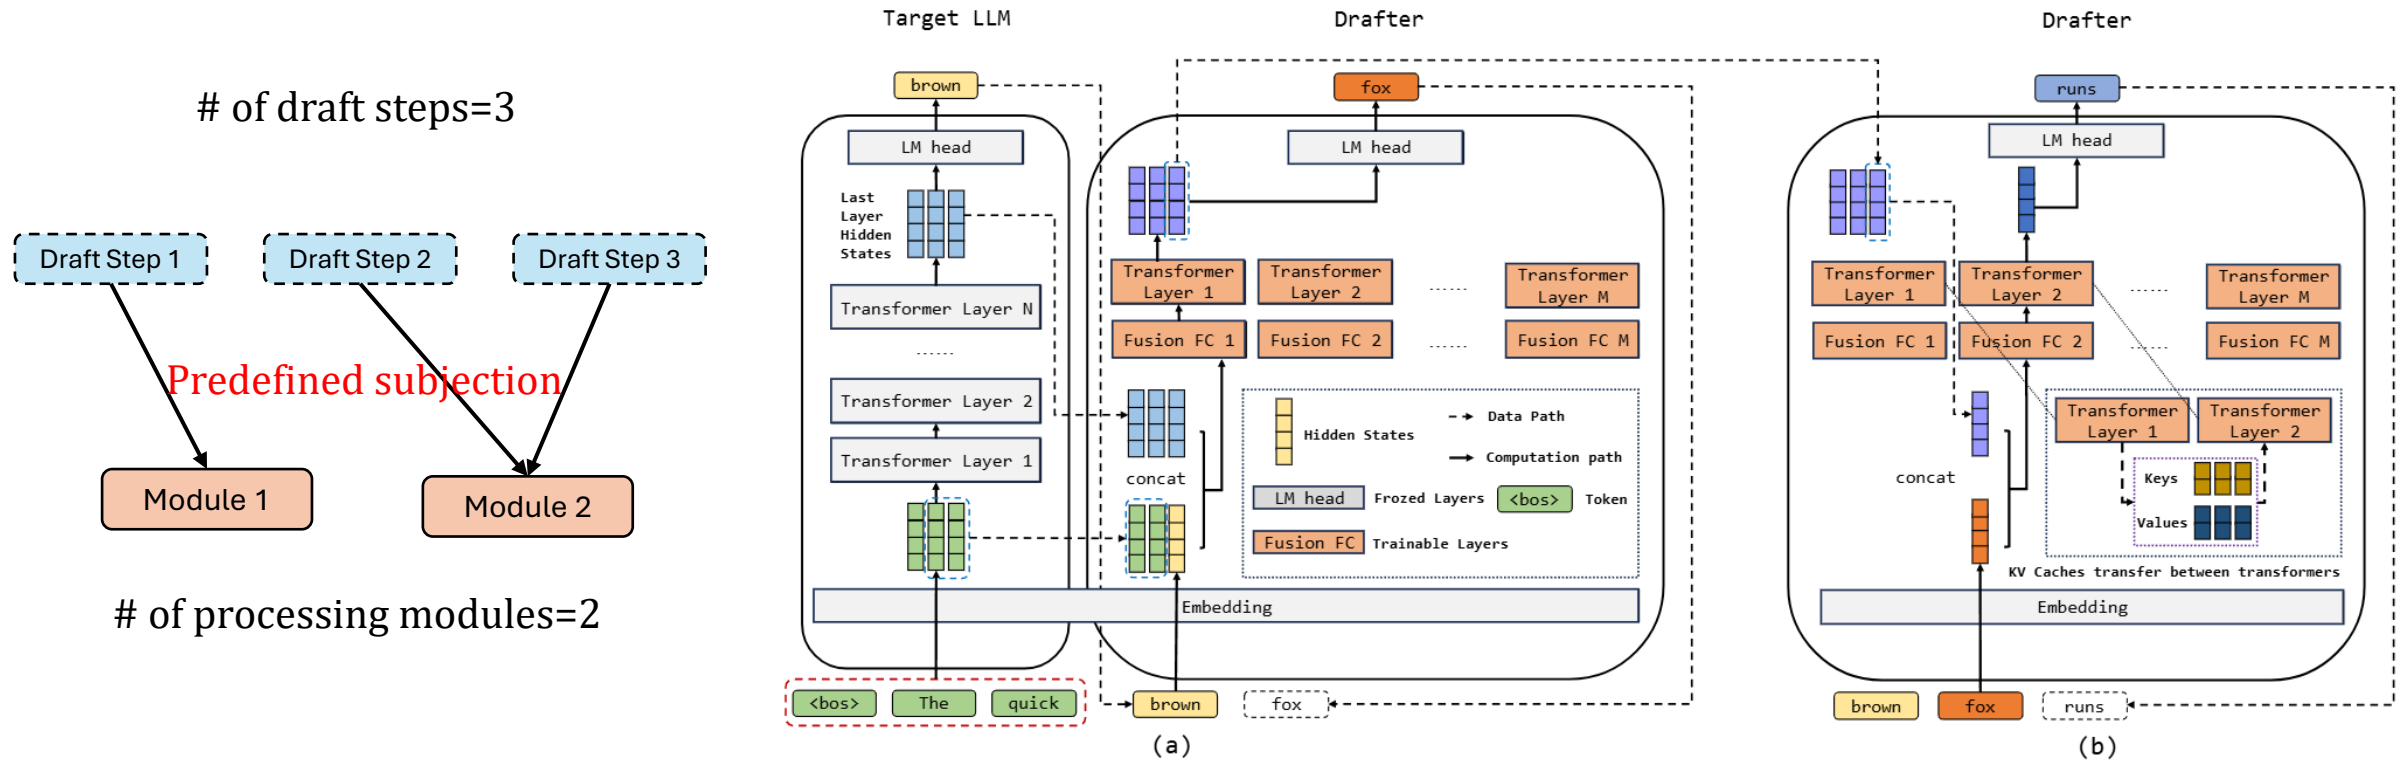 # of draft steps=3
Draft Step 1
Draft Step 2
Draft Step 3
Predefined subjection
Module 1
Module 2
# of processing modules=2
Target LLM
Drafter
brown
fox
LM head
LM head
Last
Layer
Hidden
States
Transformer Layer N
......
Transformer Layer 2
Transformer Layer 1
Transformer
Layer 1
Transformer
Layer 2
......
Transformer
Layer M
Fusion FC 1
Fusion FC 2
......
Fusion FC M
concat
Hidden States
Data Path
Computation path
LM head
Frozed Layers
<bos>
Token
Fusion FC
Trainable Layers
Embedding
<bos>
The
quick
brown
fox
(a)
Drafter
runs
LM head
Transformer
Layer 1
Transformer
Layer 2
......
Transformer
Layer M
Fusion FC 1
Fusion FC 2
......
Fusion FC M
concat
Transformer
Layer 1
Transformer
Layer 2
Keys
Values
KV Caches transfer between transformers
Embedding
brown
fox
runs
(b)